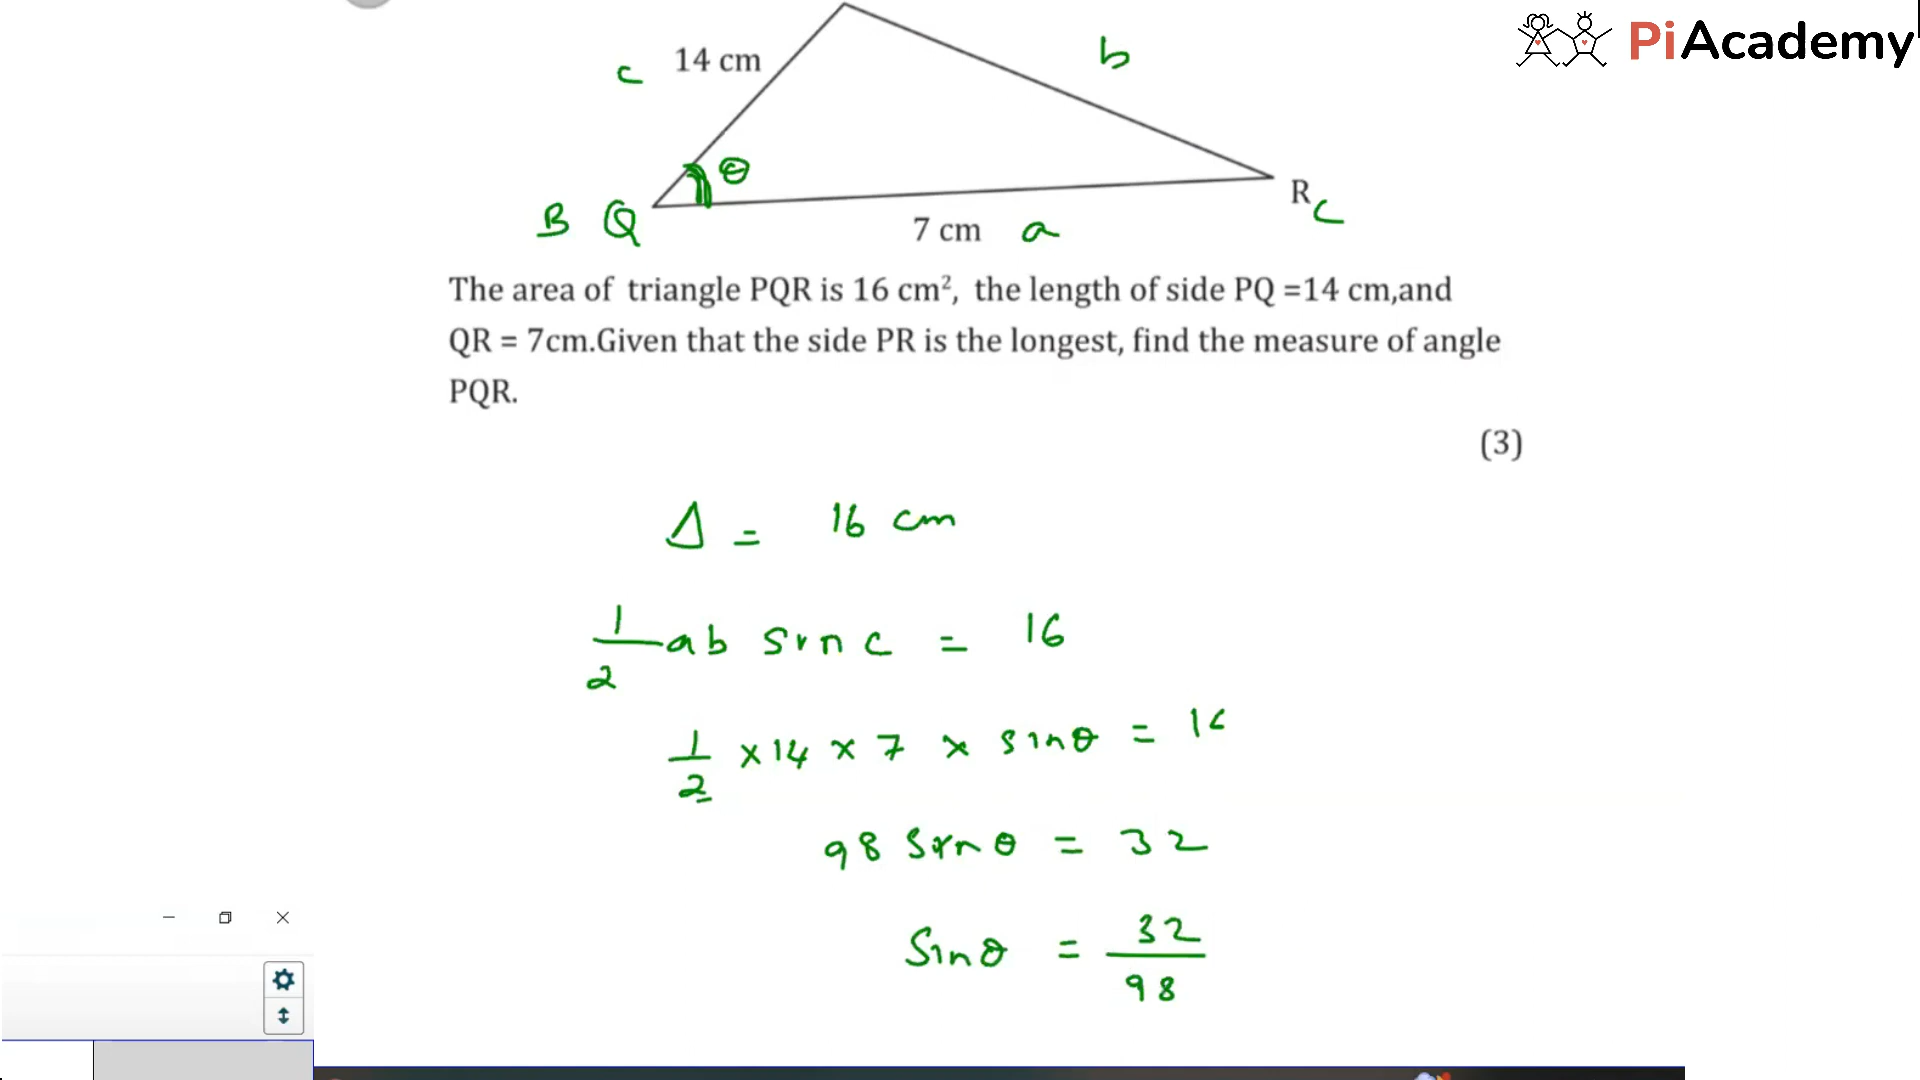 PiAcademy
c 14 cm b
θ
B Q R C
7 cm a
The area of triangle PQR is 16 cm², the length of side PQ =14 cm,and
QR = 7cm.Given that the side PR is the longest, find the measure of angle
PQR.
(3)
Δ = 16 cm
1/2 ab sin c = 16
1/2 × 14 × 7 × sinθ = 16
98 sin θ = 32
Sinθ = 32/98